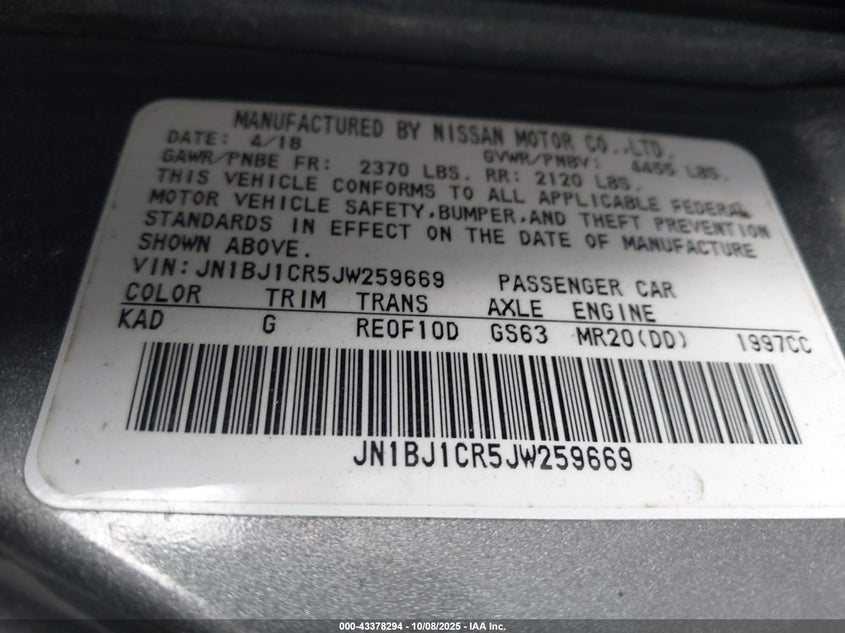 MANUFACTURED BY NISSAN MOTOR CO.,LTD.
DATE: 4/18 GVWR/PNBV: 4455 LBS.
GAWR/PNBE FR: 2370 LBS. RR: 2120 LBS.
THIS VEHICLE CONFORMS TO ALL APPLICABLE FEDERAL
MOTOR VEHICLE SAFETY,BUMPER,AND THEFT PREVENTION
STANDARDS IN EFFECT ON THE DATE OF MANUFACTURE
SHOWN ABOVE.
VIN: JN1BJ1CR5JW259669 PASSENGER CAR
COLOR TRIM TRANS AXLE ENGINE
KAD G RE0F10D GS63 MR20(DD) 1997CC
JN1BJ1CR5JW259669
000-43378294 - 10/08/2025 - IAA Inc.